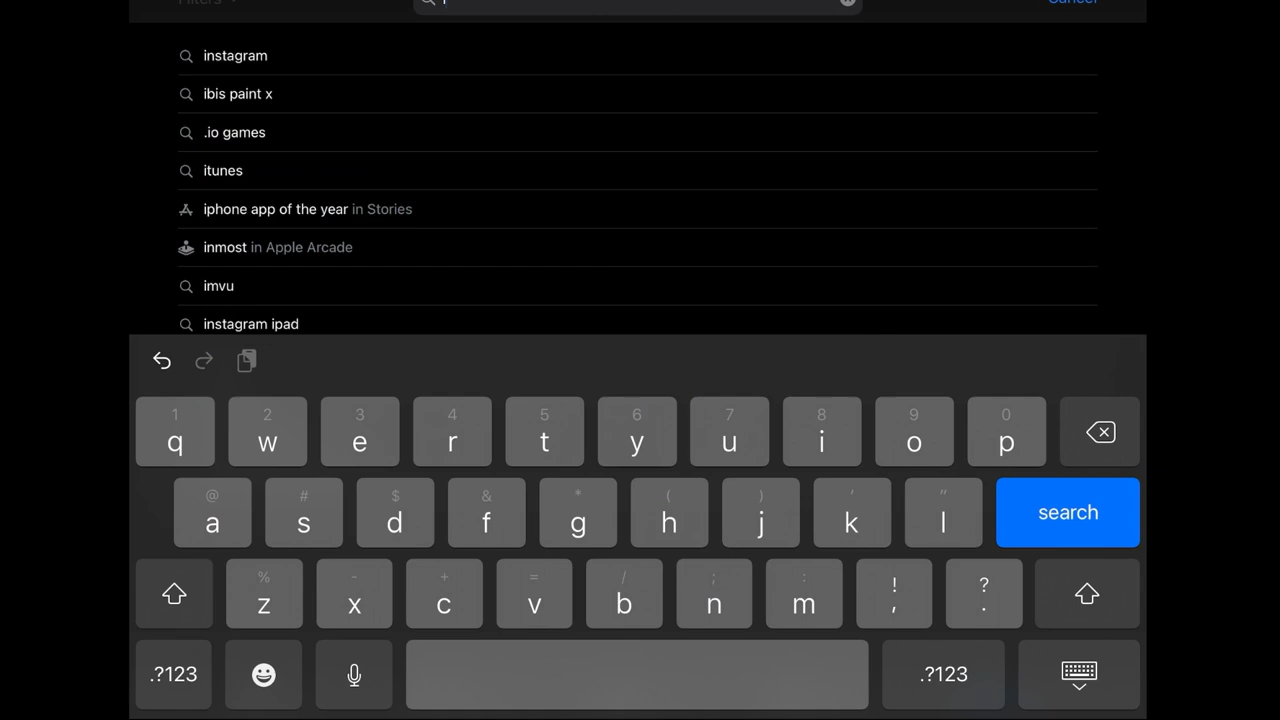 instagram
ibis paint x
.io games
itunes
iphone app of the year in Stories
inmost in Apple Arcade
imvu
instagram ipad
1 2 3 4 5 6 7 8 9 0
q w e r t y u i o p
@ # $ & * ( ) ' "
a s d f g h j k l search
% - + = / ; : ! ?
z x c v b n m , .
.?123 .?123